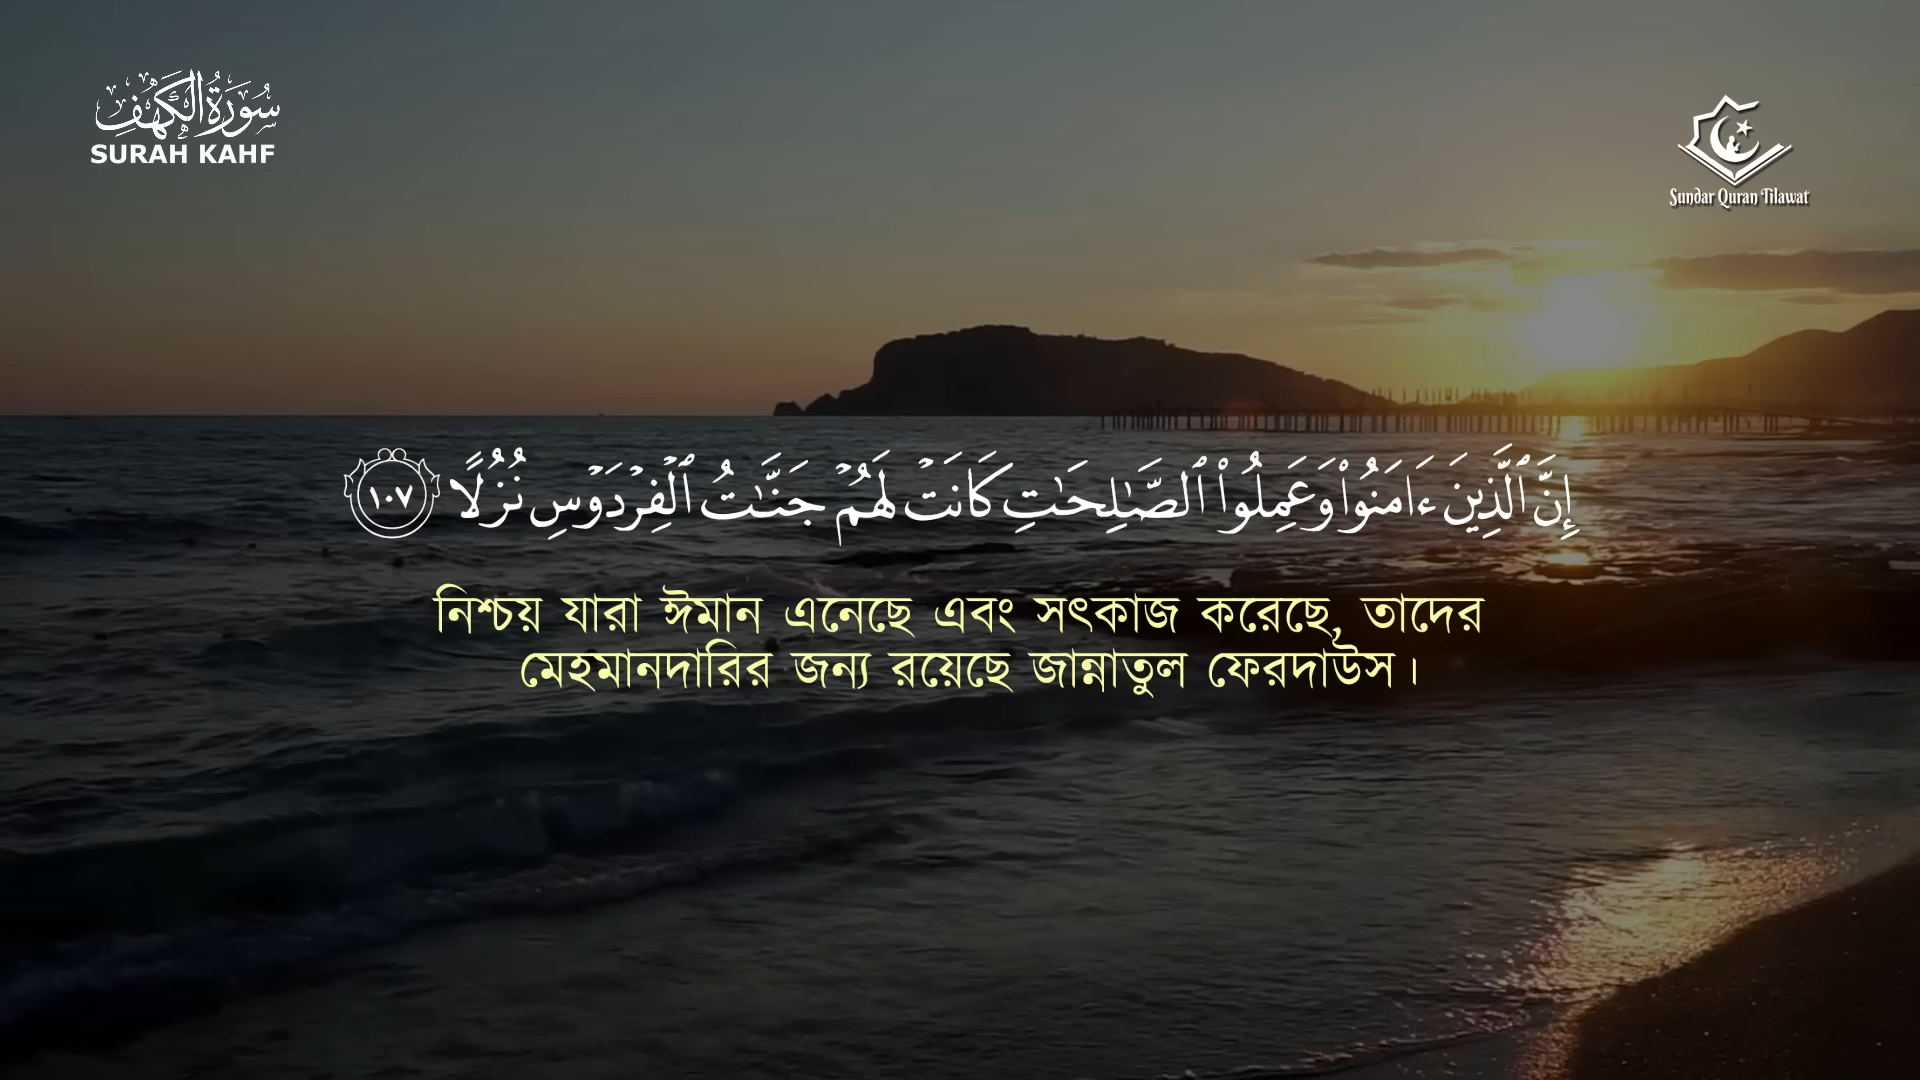 سُورَةُ الْكَهْفِ
SURAH KAHF
Sundar Quran Tilawat
إِنَّ ٱلَّذِينَ ءَامَنُوا۟ وَعَمِلُوا۟ ٱلصَّـٰلِحَـٰتِ كَانَتْ لَهُمْ جَنَّـٰتُ ٱلْفِرْدَوْسِ نُزُلًا ١٠٧
নিশ্চয় যারা ঈমান এনেছে এবং সৎকাজ করেছে, তাদের
মেহমানদারির জন্য রয়েছে জান্নাতুল ফেরদাউস।